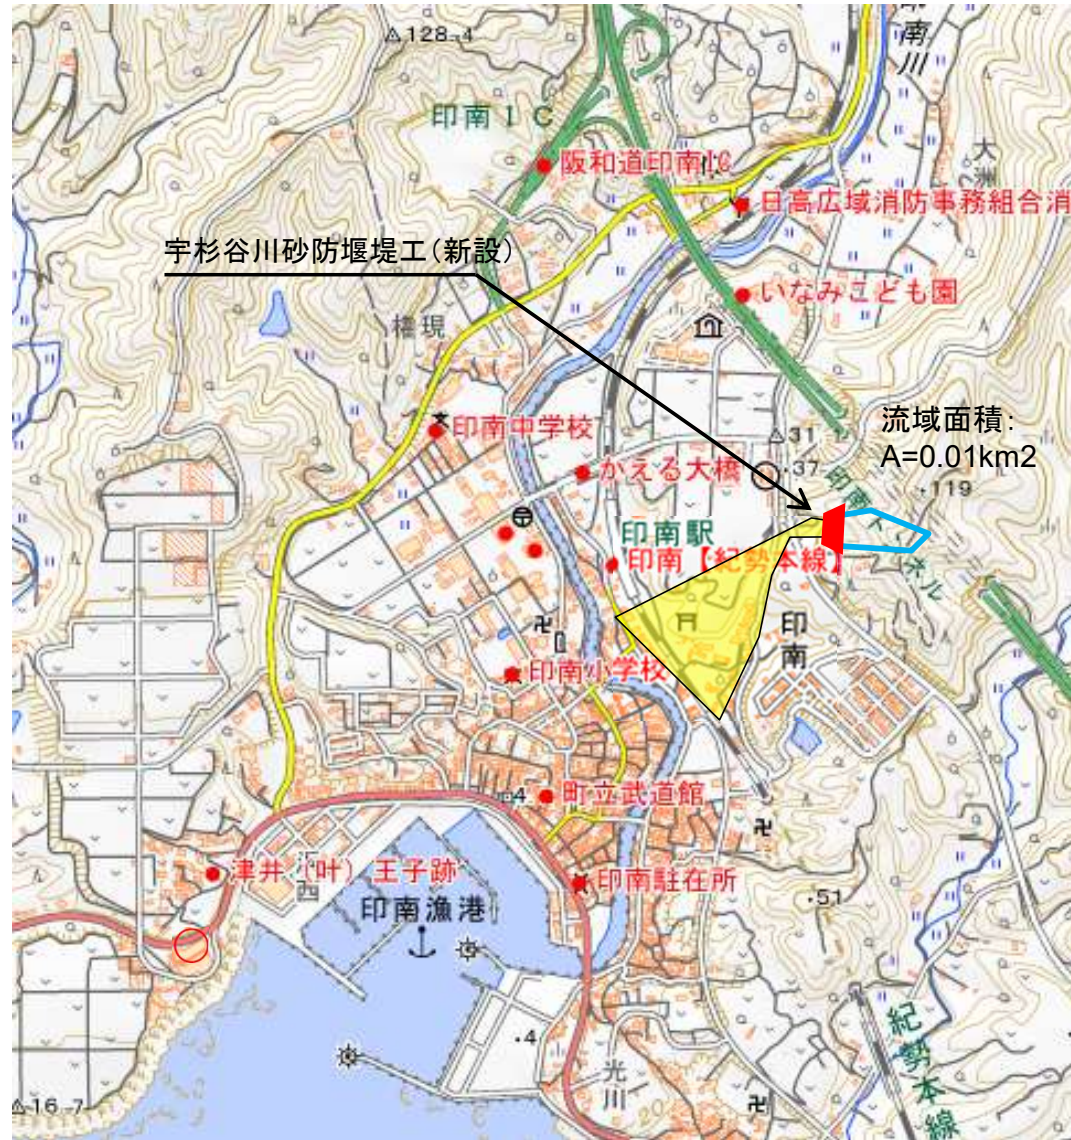 128.4
印南川
印南IC
阪和道印南IC
大洲
日高広域消防事務組合消
宇杉谷川砂防堰堤工(新設)
いなみこども園
権現
流域面積:
A=0.01km2
印南中学校
31
かえる大橋
37
119
印南トンネル
印南駅
印南【紀勢本線】
印南
印南小学校
4
町立武道館
津井(叶)王子跡
印南駐在所
印南漁港
51
紀勢本線
4
光川
16.7